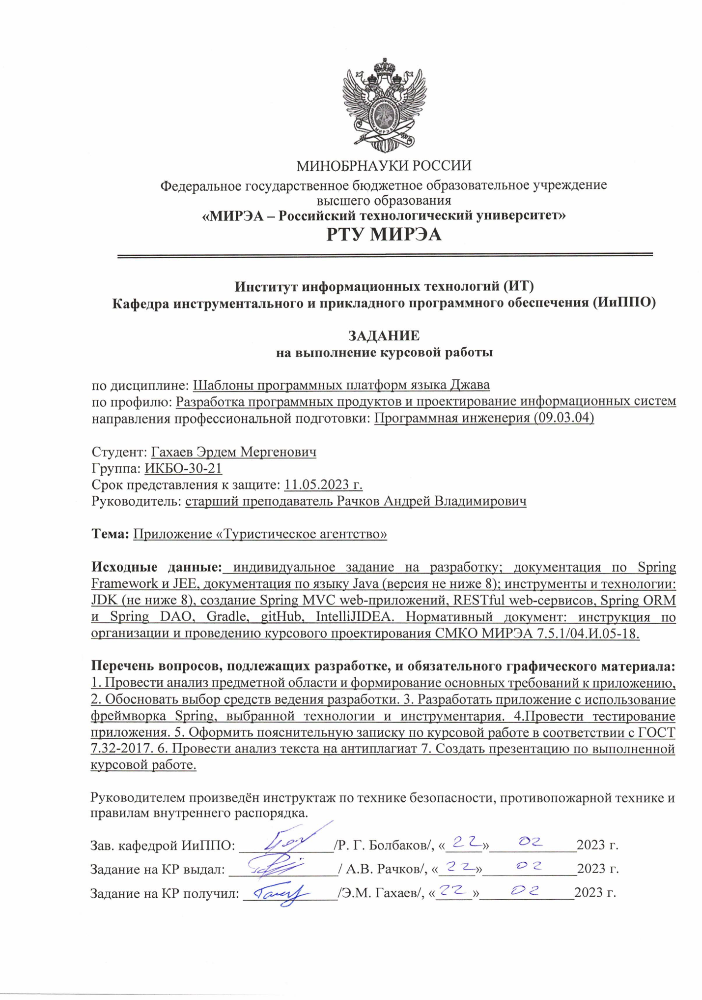 МИНОБРНАУКИ РОССИИ
Федеральное государственное бюджетное образовательное учреждение
высшего образования
«МИРЭА – Российский технологический университет»
РТУ МИРЭА
Институт информационных технологий (ИТ)
Кафедра инструментального и прикладного программного обеспечения (ИиППО)
ЗАДАНИЕ
на выполнение курсовой работы
по дисциплине: Шаблоны программных платформ языка Джава
по профилю: Разработка программных продуктов и проектирование информационных систем
направления профессиональной подготовки: Программная инженерия (09.03.04)
Студент: Гахаев Эрдем Мергенович
Группа: ИКБО-30-21
Срок представления к защите: 11.05.2023 г.
Руководитель: старший преподаватель Рачков Андрей Владимирович
Тема: Приложение «Туристическое агентство»
Исходные данные: индивидуальное задание на разработку; документация по Spring
Framework и JEE, документация по языку Java (версия не ниже 8); инструменты и технологии:
JDK (не ниже 8), создание Spring MVC web-приложений, RESTful web-сервисов, Spring ORM
и Spring DAO, Gradle, gitHub, IntelliJIDEA. Нормативный документ: инструкция по
организации и проведению курсового проектирования СМКО МИРЭА 7.5.1/04.И.05-18.
Перечень вопросов, подлежащих разработке, и обязательного графического материала:
1. Провести анализ предметной области и формирование основных требований к приложению,
2. Обосновать выбор средств ведения разработки. 3. Разработать приложение с использование
фреймворка Spring, выбранной технологии и инструментария. 4.Провести тестирование
приложения. 5. Оформить пояснительную записку по курсовой работе в соответствии с ГОСТ
7.32-2017. 6. Провести анализ текста на антиплагиат 7. Создать презентацию по выполненной
курсовой работе.
Руководителем произведён инструктаж по технике безопасности, противопожарной технике и
правилам внутреннего распорядка.
Зав. кафедрой ИиППО: /Р. Г. Болбаков/, «22» 02 2023 г.
Задание на КР выдал: / А.В. Рачков/, «22» 02 2023 г.
Задание на КР получил: /Э.М. Гахаев/, «22» 02 2023 г.